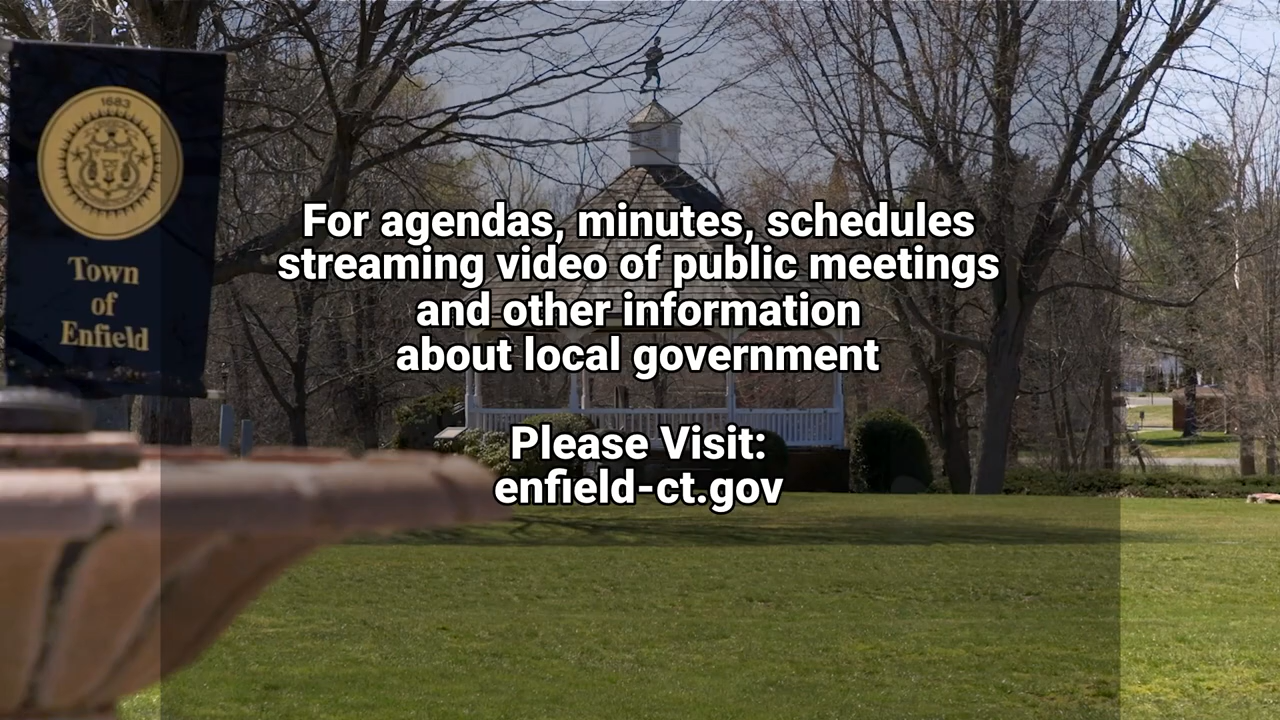 1683
Town
of
Enfield
For agendas, minutes, schedules
streaming video of public meetings
and other information
about local government
Please Visit:
enfield-ct.gov